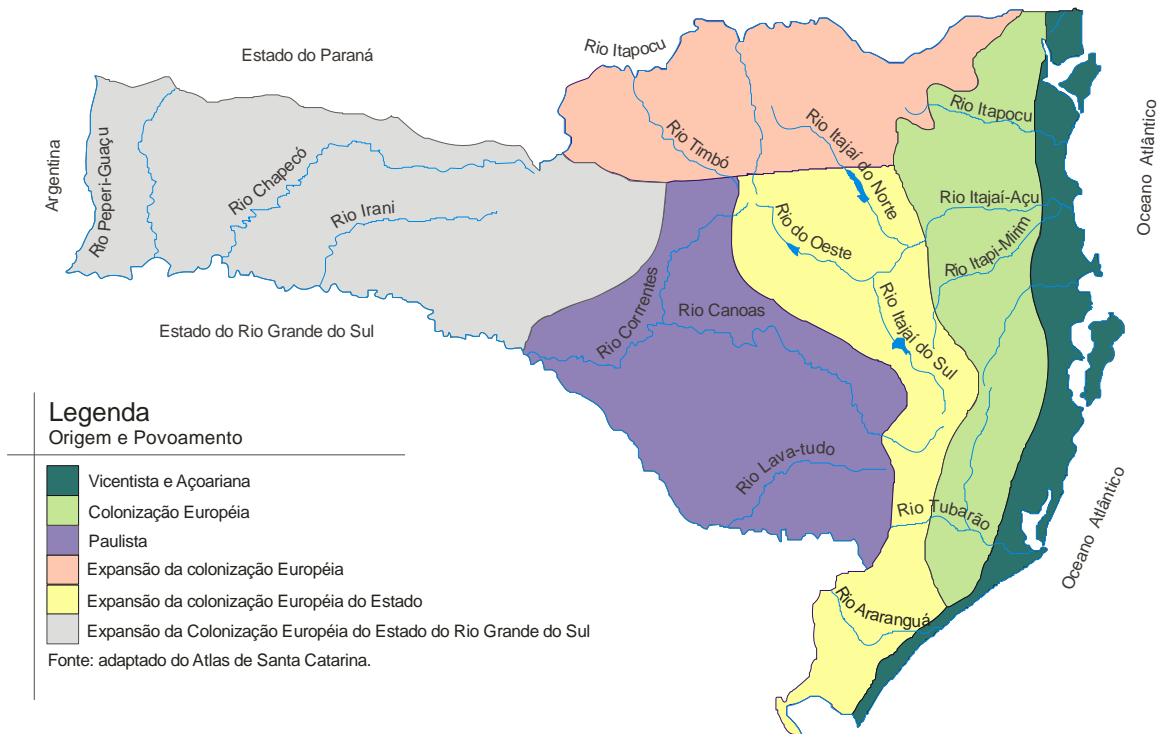 Estado do Paraná
Rio Itapocu
Oceano Atlântico
Argentina
Rio Peperi-Guaçu
Rio Chapecó
Rio Irani
Rio Timbó
Rio Itajaí do Norte
Rio Itapocu
Rio Itajaí-Açu
Rio Itapi-Mirim
Rio do Oeste
Rio Corrrentes
Rio Canoas
Rio Itajaí do Sul
Estado do Rio Grande do Sul
Rio Lava-tudo
Rio Tubarão
Oceano Atlântico
Rio Araranguá
Legenda
Origem e Povoamento
Vicentista e Açoariana
Colonização Européia
Paulista
Expansão da colonização Européia
Expansão da colonização Européia do Estado
Expansão da Colonização Européia do Estado do Rio Grande do Sul
Fonte: adaptado do Atlas de Santa Catarina.